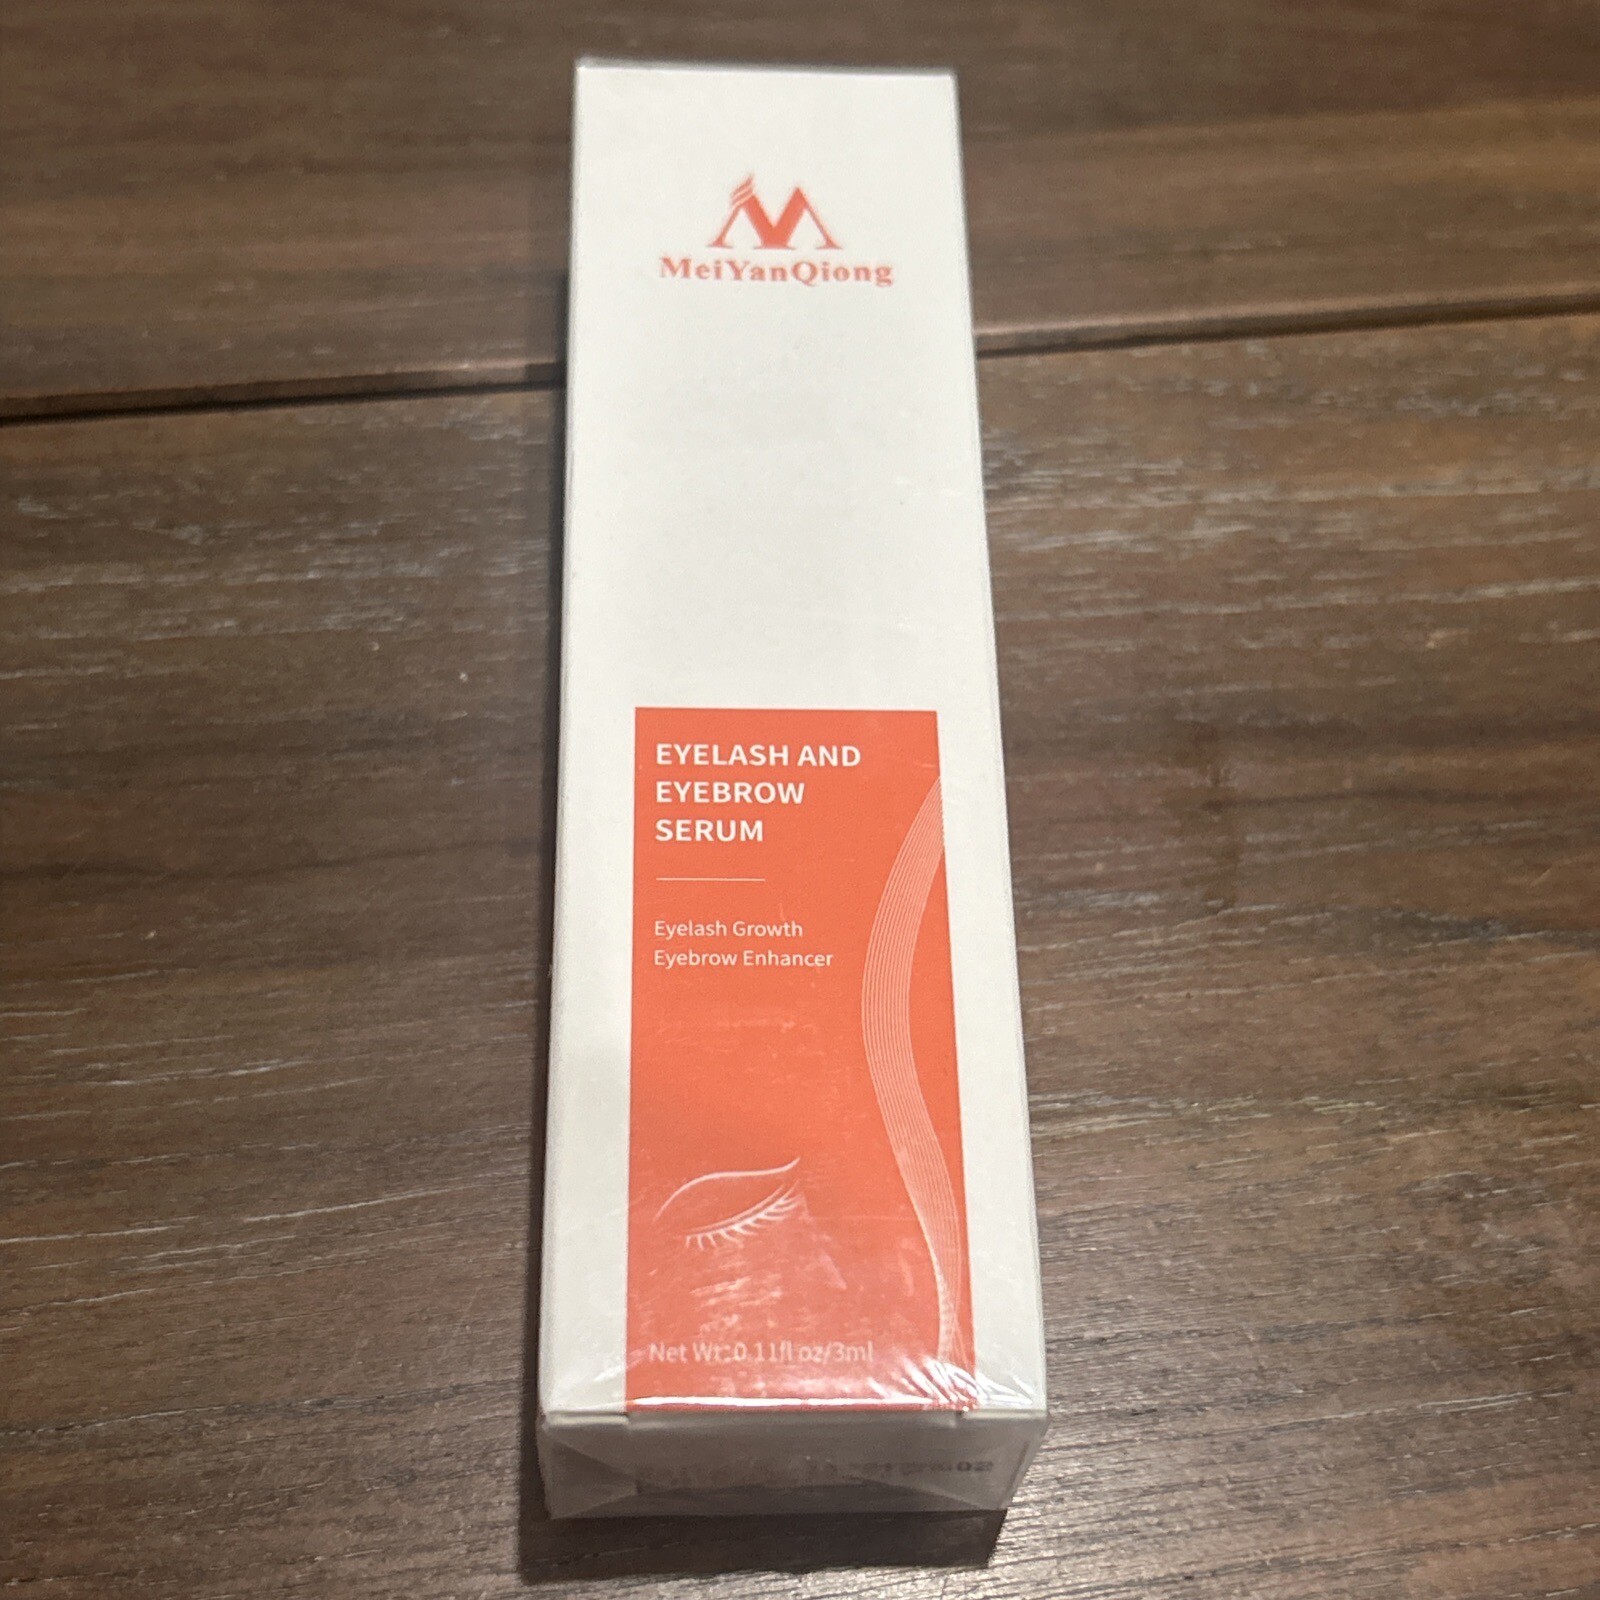 MeiYanQiong
EYELASH AND
EYEBROW
SERUM
Eyelash Growth
Eyebrow Enhancer
Net Wt:0.11fl oz/3ml